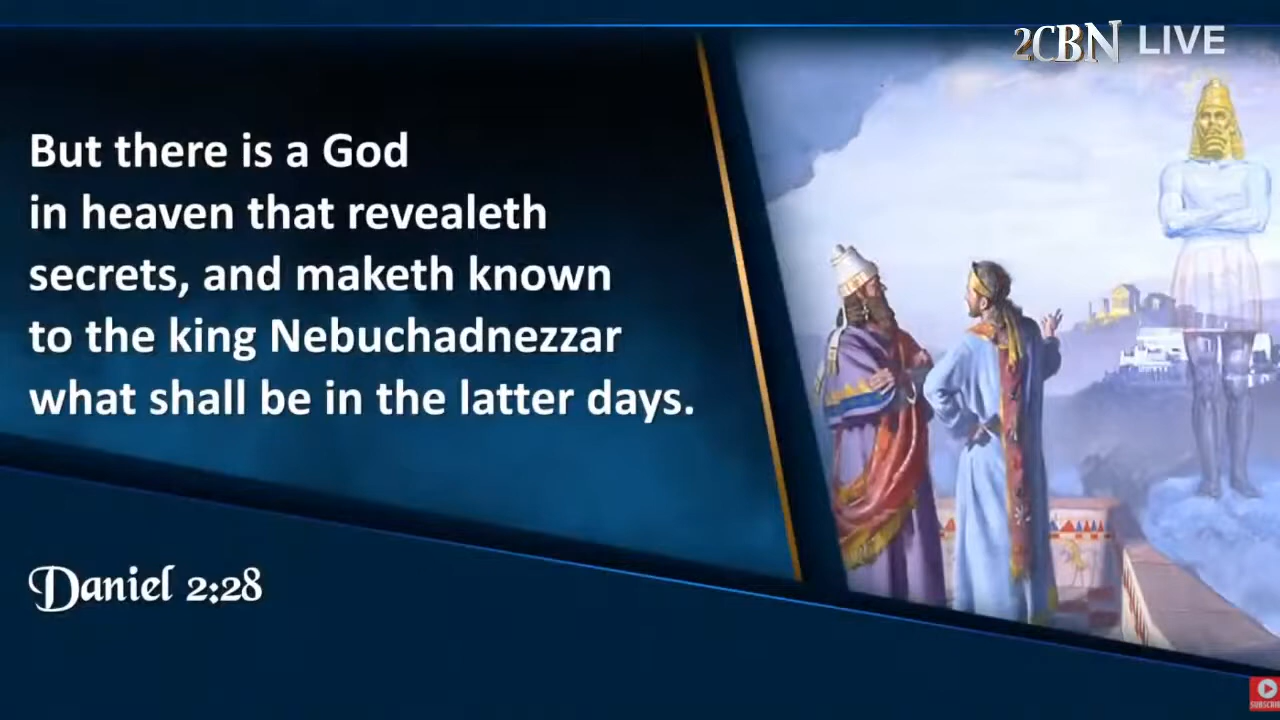 2CBN LIVE
But there is a God
in heaven that revealeth
secrets, and maketh known
to the king Nebuchadnezzar
what shall be in the latter days.
Daniel 2:28